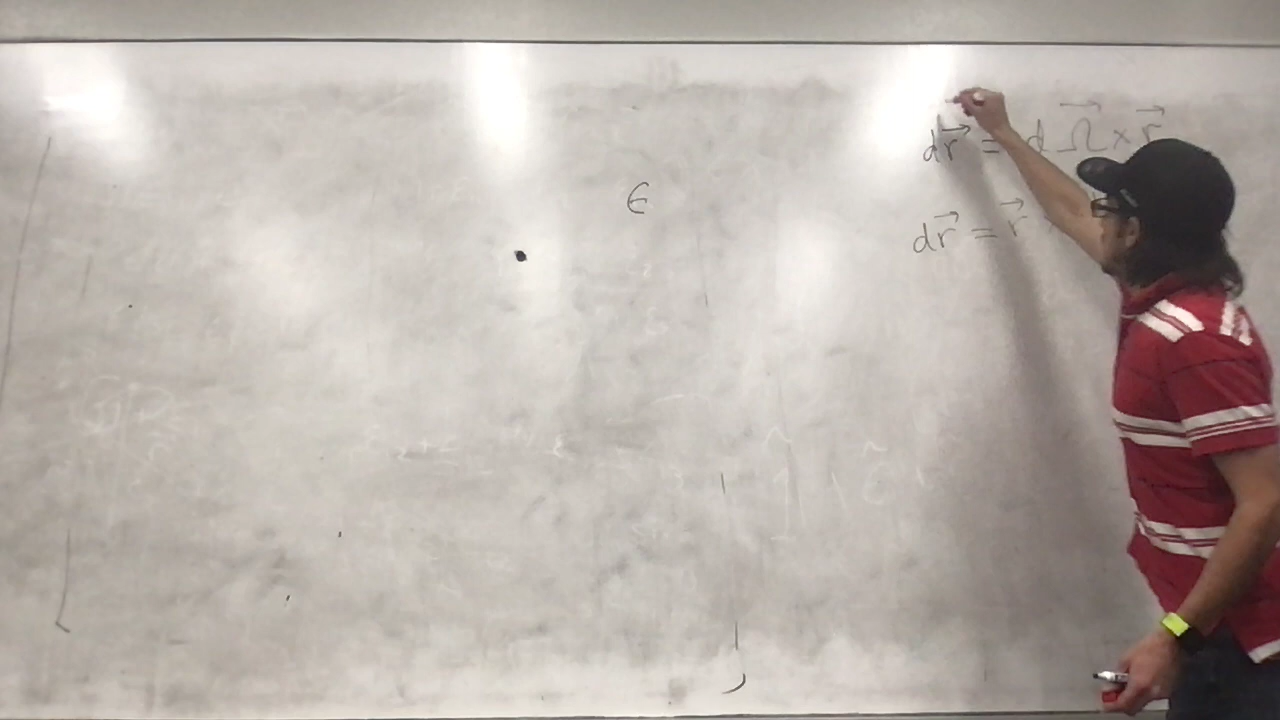 dr⃗ = dΩ⃗ × r⃗
ϵ
dr⃗ = r⃗